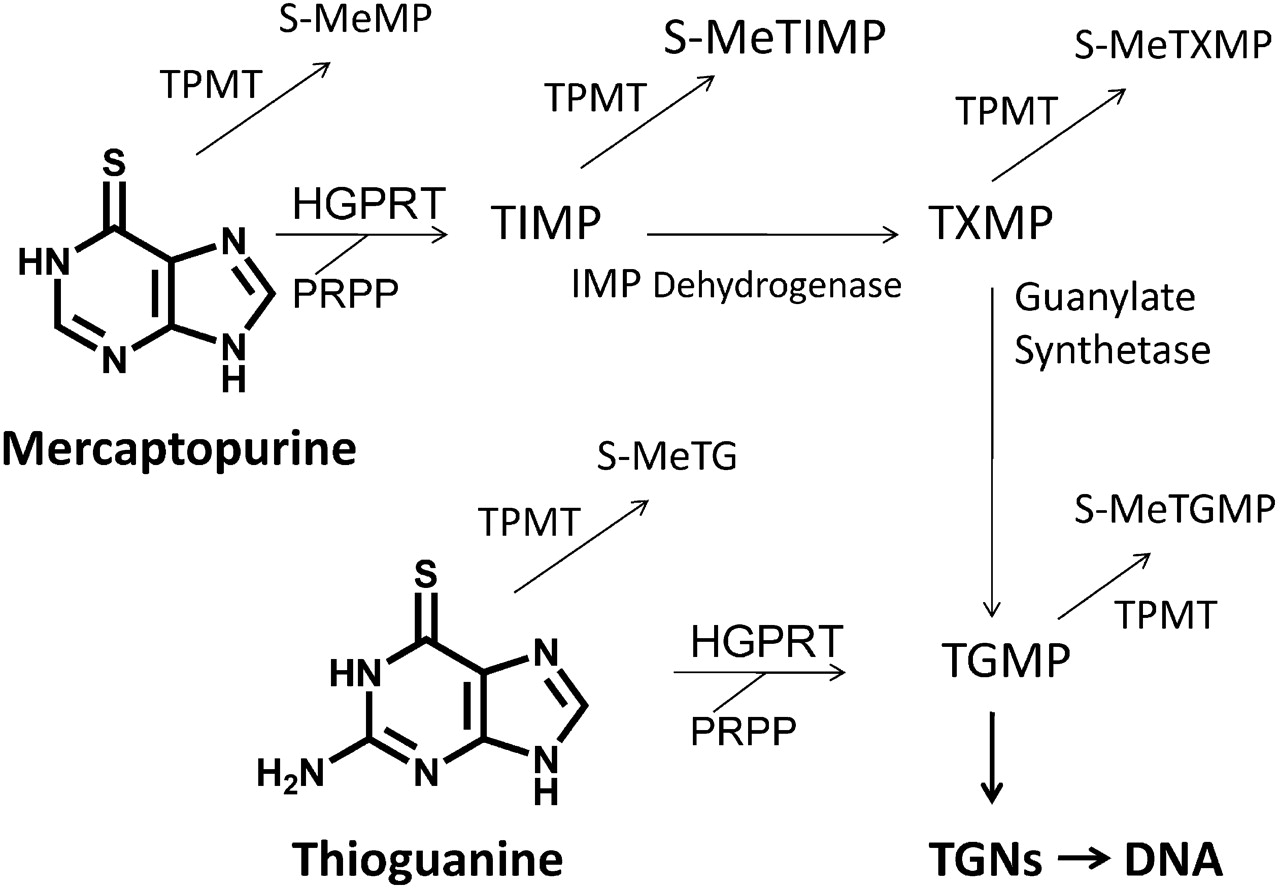 S-MeMP
TPMT
S-MeTIMP
TPMT
S-MeTXMP
TPMT
S
HN
N
N
N
H
HGPRT
PRPP
TIMP
IMP Dehydrogenase
TXMP
Guanylate
Synthetase
Mercaptopurine
S-MeTG
TPMT
S
HN
N
H₂N
N
N
H
HGPRT
PRPP
S-MeTGMP
TPMT
TGMP
Thioguanine
TGNs → DNA